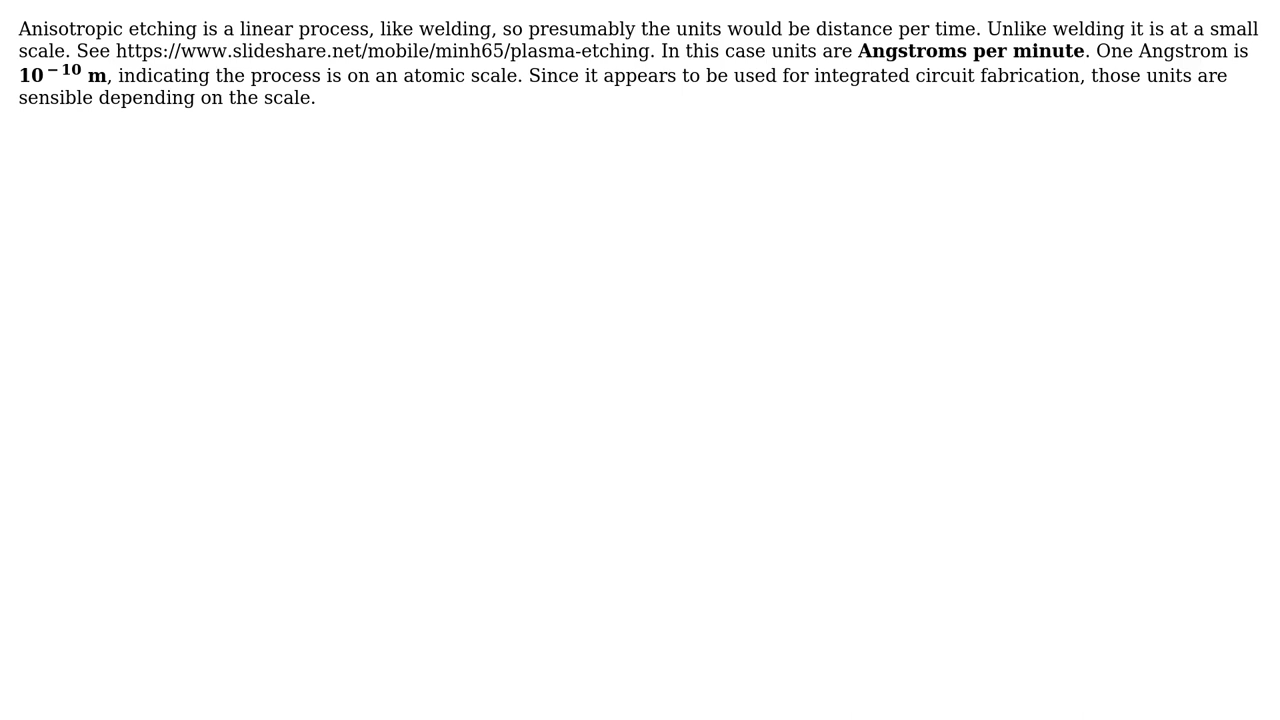 Anisotropic etching is a linear process, like welding, so presumably the units would be distance per time. Unlike welding it is at a small
scale. See https://www.slideshare.net/mobile/minh65/plasma-etching. In this case units are Angstroms per minute. One Angstrom is
10⁻¹⁰ m, indicating the process is on an atomic scale. Since it appears to be used for integrated circuit fabrication, those units are
sensible depending on the scale.